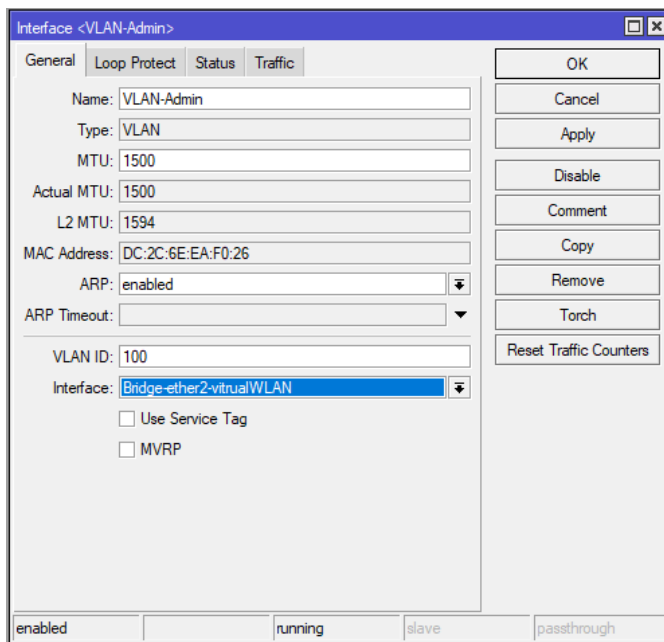 Interface <VLAN-Admin>
General Loop Protect Status Traffic
OK
Name: VLAN-Admin
Cancel
Type: VLAN
Apply
MTU: 1500
Actual MTU: 1500
Disable
L2 MTU: 1594
Comment
MAC Address: DC:2C:6E:EA:F0:26
Copy
ARP: enabled
Remove
ARP Timeout:
Torch
VLAN ID: 100
Reset Traffic Counters
Interface: Bridge-ether2-vitrualWLAN
Use Service Tag
MVRP
enabled running slave passthrough